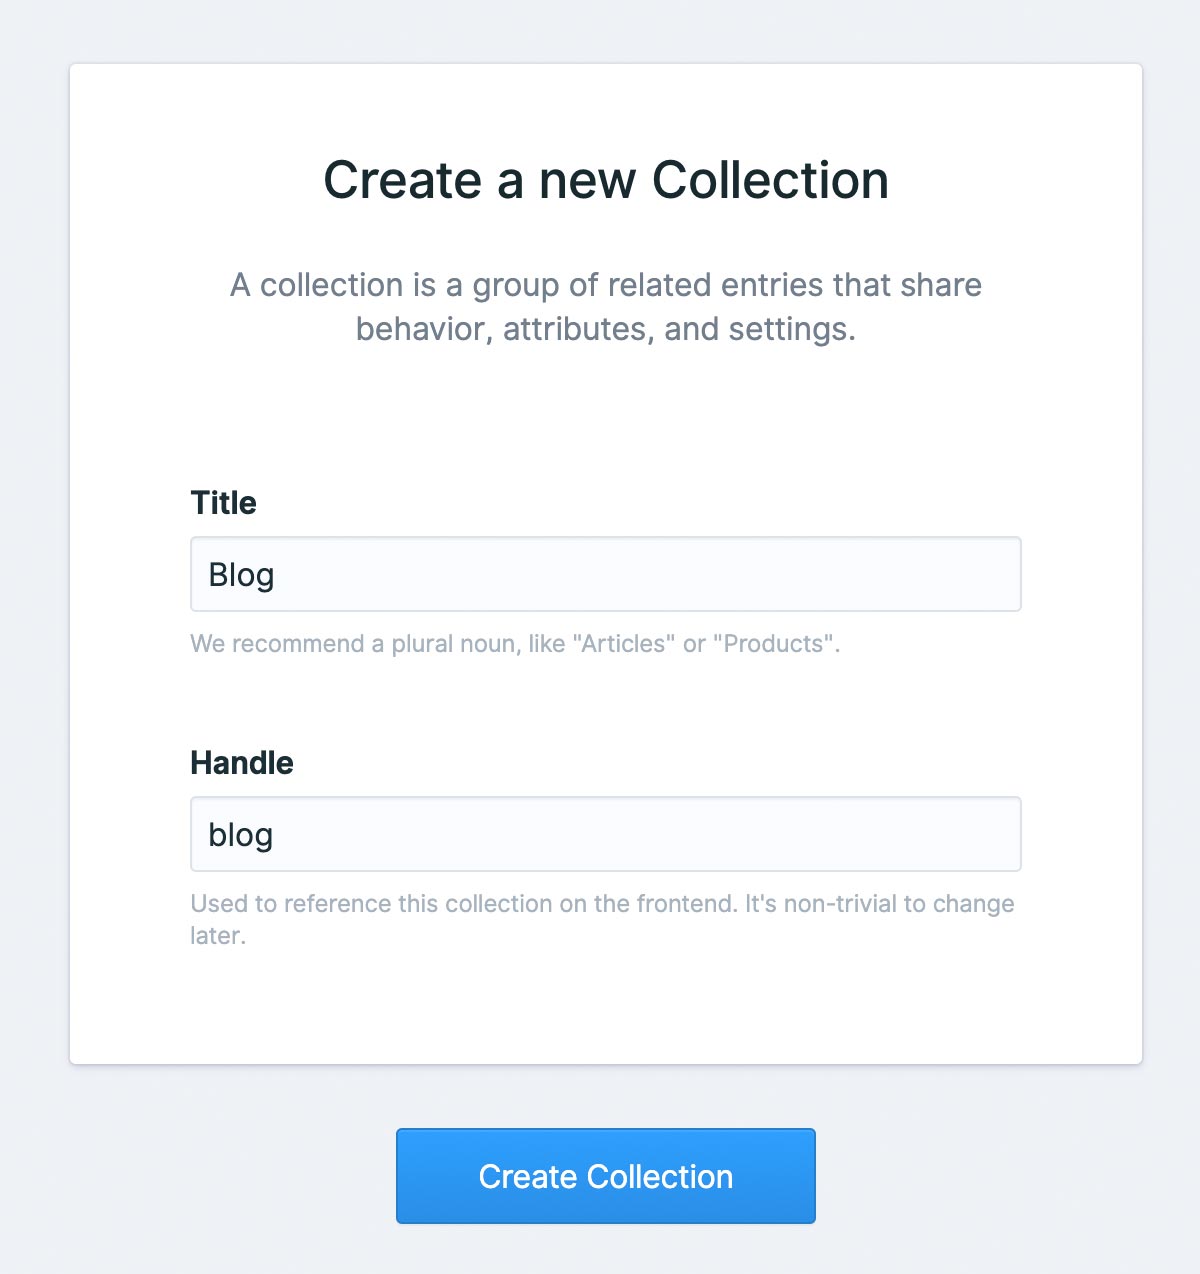 Create a new Collection
A collection is a group of related entries that share
behavior, attributes, and settings.
Title
Blog
We recommend a plural noun, like "Articles" or "Products".
Handle
blog
Used to reference this collection on the frontend. It's non-trivial to change
later.
Create Collection